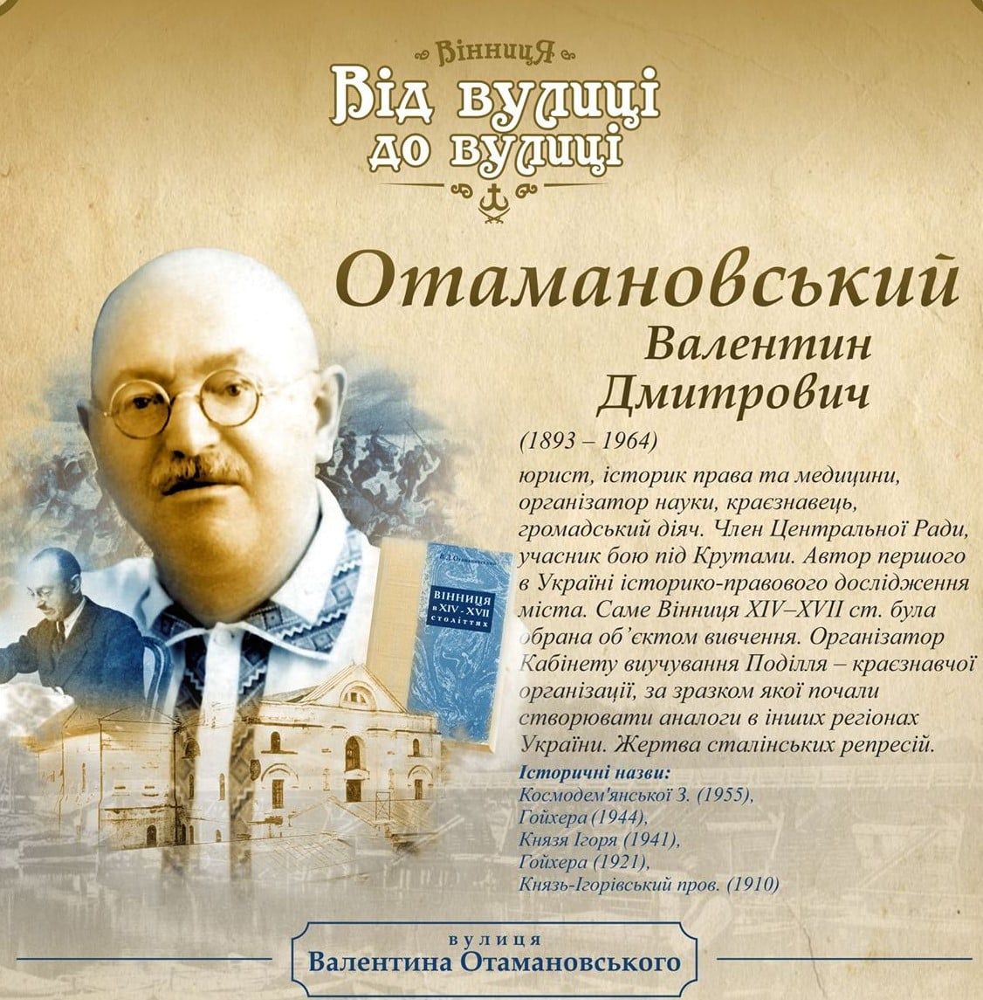 Вінниця
Від вулиці
до вулиці
Отамановський
Валентин
Дмитрович
(1893 – 1964)
юрист, історик права та медицини,
організатор науки, краєзнавець,
громадський діяч. Член Центральної Ради,
учасник бою під Крутами. Автор першого
в Україні історико-правового дослідження
міста. Саме Вінниця XIV–XVII ст. була
обрана об’єктом вивчення. Організатор
Кабінету виучування Поділля – краєзнавчої
організації, за зразком якої почали
створювати аналоги в інших регіонах
України. Жертва сталінських репресій.
Історичні назви:
Космодем'янської З. (1955),
Гойхера (1944),
Князя Ігоря (1941),
Гойхера (1921),
Князь-Ігорівський пров. (1910)
В. Д. Отамановський
ВІННИЦЯ
в XIV - XVII
століттях
вулиця
Валентина Отамановського